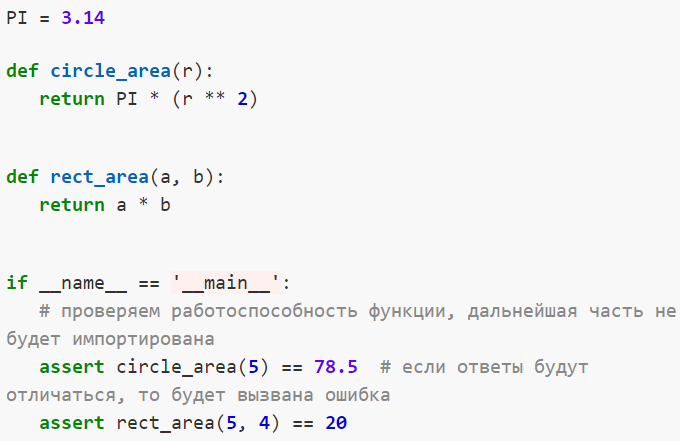 PI = 3.14
def circle_area(r):
   return PI * (r ** 2)
def rect_area(a, b):
   return a * b
if __name__ == '__main__':
   # проверяем работоспособность функции, дальнейшая часть не
будет импортирована
   assert circle_area(5) == 78.5  # если ответы будут
отличаться, то будет вызвана ошибка
   assert rect_area(5, 4) == 20